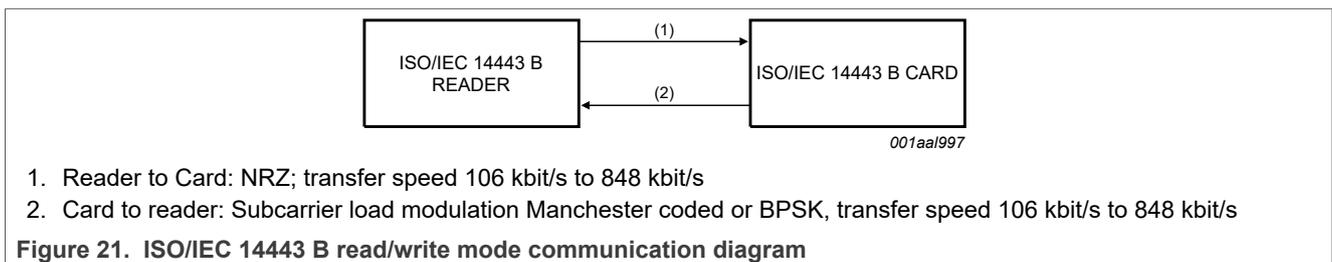 (1)
ISO/IEC 14443 B
READER
ISO/IEC 14443 B CARD
(2)
001aal997
1. Reader to Card: NRZ; transfer speed 106 kbit/s to 848 kbit/s
2. Card to reader: Subcarrier load modulation Manchester coded or BPSK, transfer speed 106 kbit/s to 848 kbit/s
Figure 21. ISO/IEC 14443 B read/write mode communication diagram